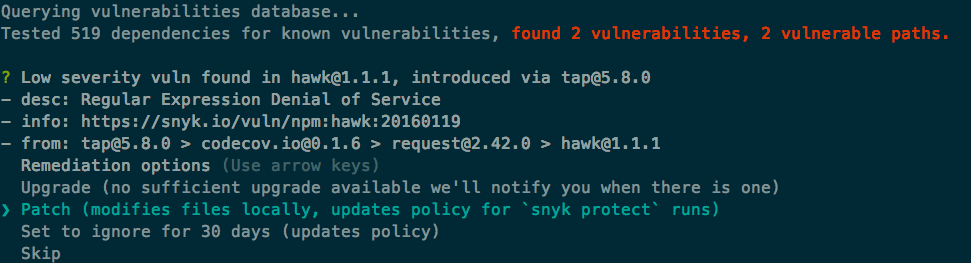 Querying vulnerabilities database...
Tested 519 dependencies for known vulnerabilities, found 2 vulnerabilities, 2 vulnerable paths.
? Low severity vuln found in hawk@1.1.1, introduced via tap@5.8.0
- desc: Regular Expression Denial of Service
- info: https://snyk.io/vuln/npm:hawk:20160119
- from: tap@5.8.0 > codecov.io@0.1.6 > request@2.42.0 > hawk@1.1.1
Remediation options (Use arrow keys)
Upgrade (no sufficient upgrade available we'll notify you when there is one)
❯ Patch (modifies files locally, updates policy for `snyk protect` runs)
Set to ignore for 30 days (updates policy)
Skip